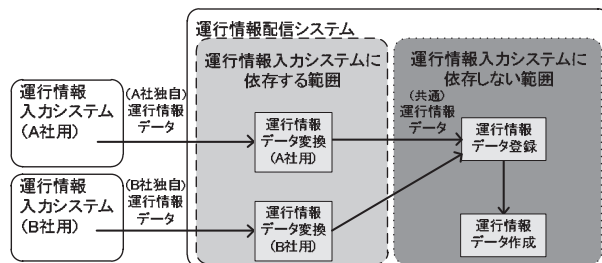 運行情報配信システム
運行情報入力システムに
依存する範囲
運行情報入力システムに
依存しない範囲
運行情報
入力システム
(A社用)
(A社独自)
運行情報
データ
運行情報
データ変換
(A社用)
(共通)
運行情報
データ
運行情報
データ登録
運行情報
入力システム
(B社用)
(B社独自)
運行情報
データ
運行情報
データ変換
(B社用)
運行情報
データ作成